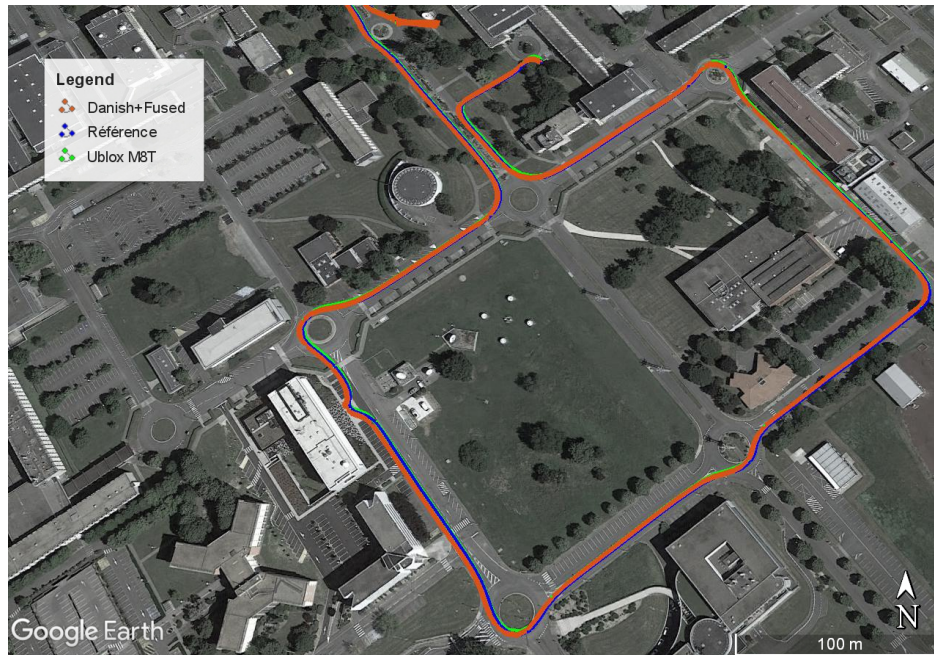 Legend
Danish+Fused
Référence
Ublox M8T
Google Earth
N
100 m